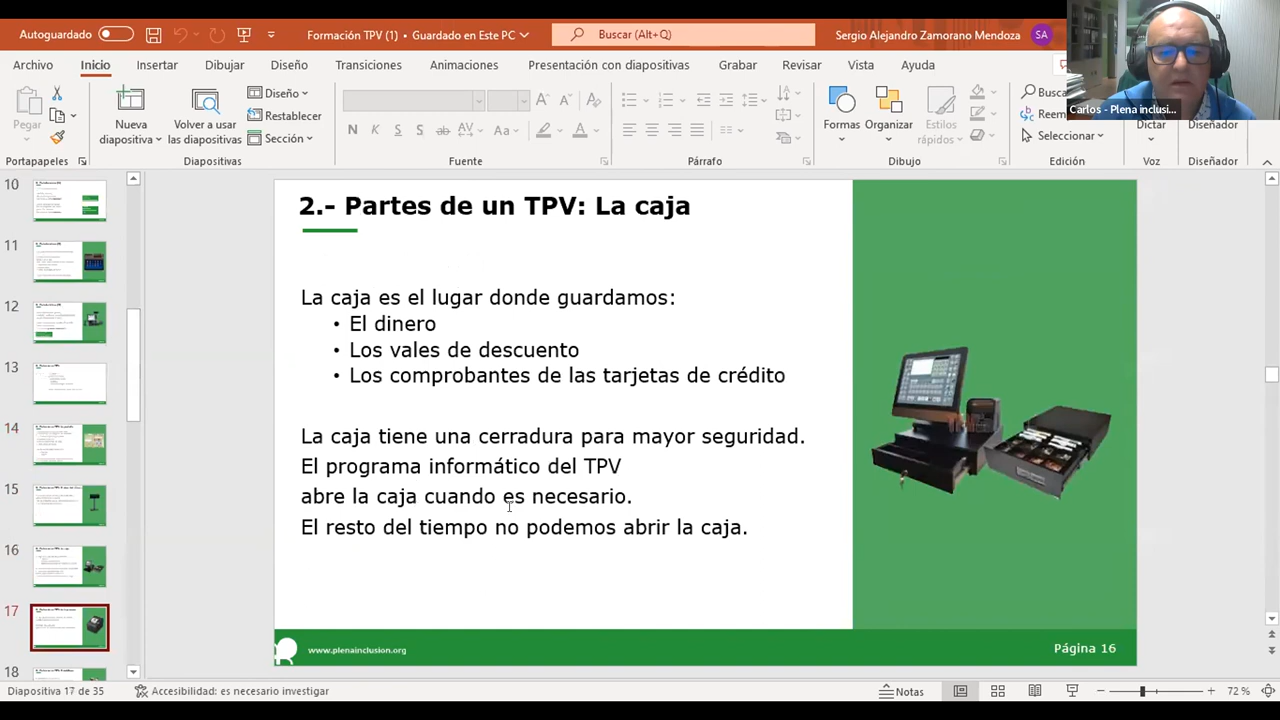 Autoguardado
Formación TPV (1) • Guardado en Este PC
Buscar (Alt+Q)
Sergio Alejandro Zamorano Mendoza
SA
Archivo
Inicio
Insertar
Dibujar
Diseño
Transiciones
Animaciones
Presentación con diapositivas
Grabar
Revisar
Vista
Ayuda
Carlos - Plena inclusi...
Pegar
Nueva
diapositiva
Volver a usar
las diapositivas
Diseño
Restablecer
Sección
N
K
S
ab
AV
Aa
Formas
Organizar
Estilos
rápidos
Busca
Reem
Seleccionar
Dictar
Diseñador
Portapapeles
Diapositivas
Fuente
Párrafo
Dibujo
Edición
Voz
Diseñador
10
11
12
13
14
15
16
17
18
2.- Partes de un TPV: La caja
La caja es el lugar donde guardamos:
• El dinero
• Los vales de descuento
• Los comprobantes de las tarjetas de crédito
La caja tiene una cerradura para mayor seguridad.
El programa informático del TPV
abre la caja cuando es necesario.
El resto del tiempo no podemos abrir la caja.
www.plenainclusion.org
Página 16
Diapositiva 17 de 35
Accesibilidad: es necesario investigar
Notas
72 %